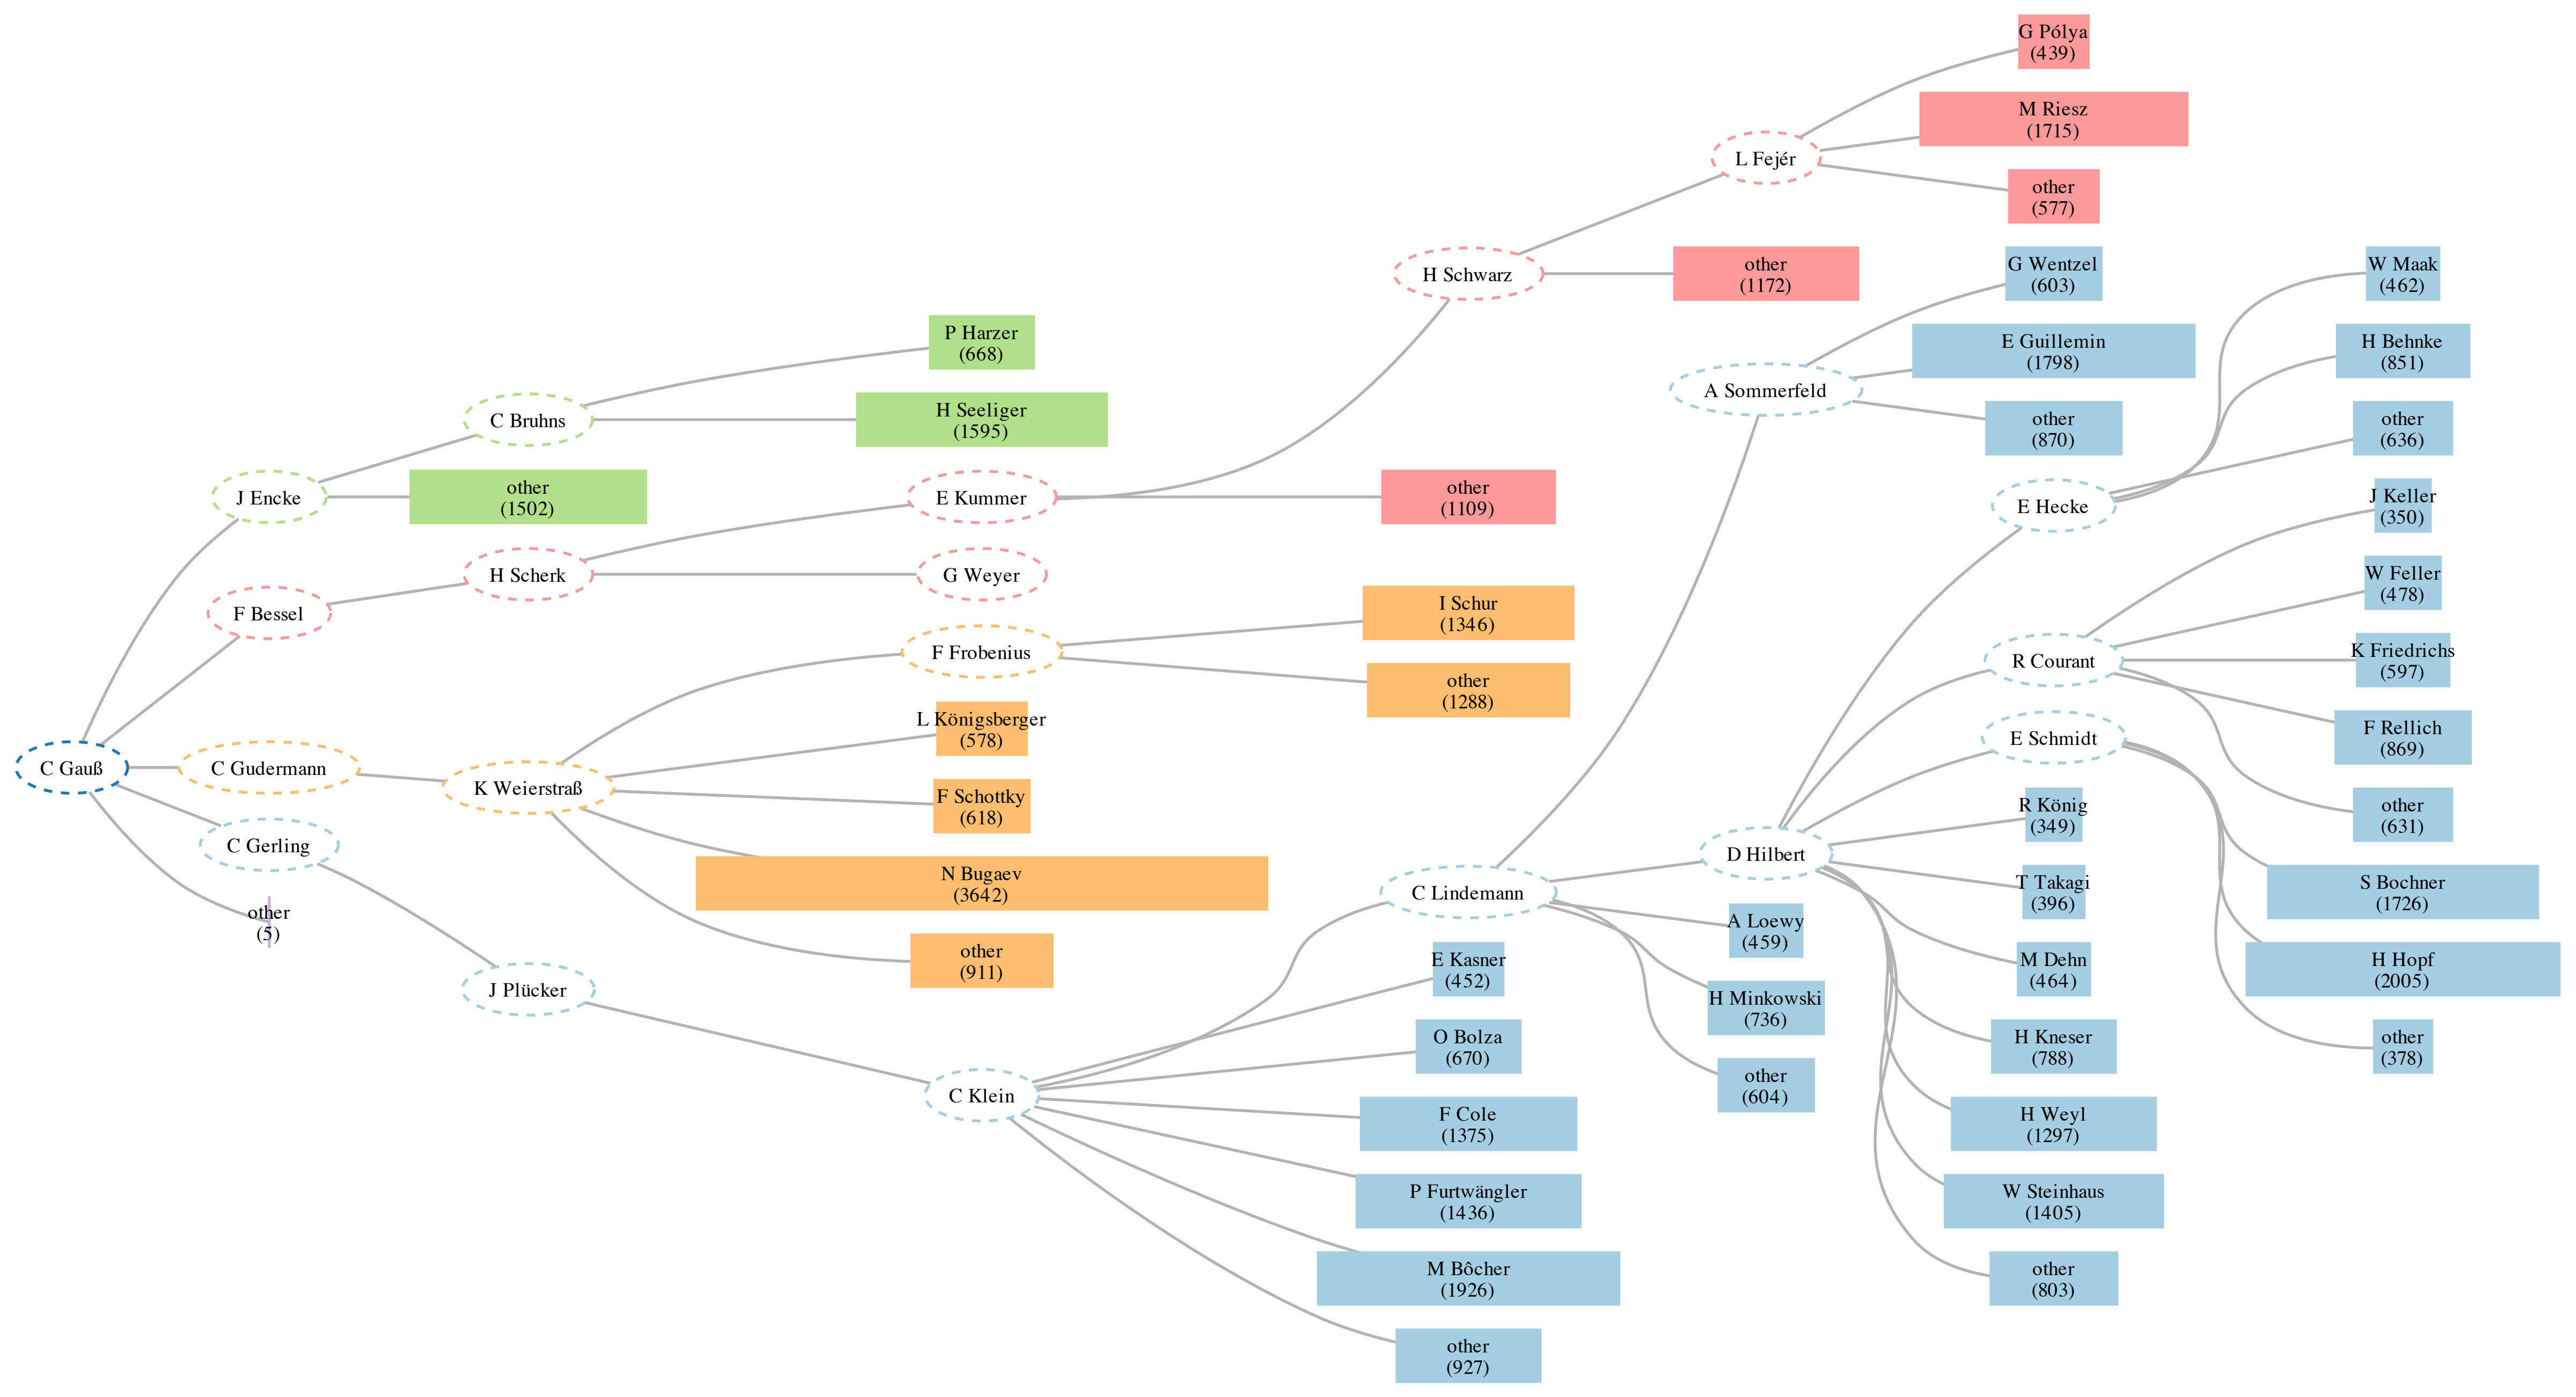 C Gauß
J Encke
F Bessel
C Gudermann
C Gerling
other
(5)
C Bruhns
other
(1502)
H Scherk
K Weierstraß
J Plücker
P Harzer
(668)
H Seeliger
(1595)
E Kummer
G Weyer
F Frobenius
L Königsberger
(578)
F Schottky
(618)
N Bugaev
(3642)
other
(911)
C Klein
H Schwarz
other
(1109)
I Schur
(1346)
other
(1288)
C Lindemann
E Kasner
(452)
O Bolza
(670)
F Cole
(1375)
P Furtwängler
(1436)
M Bôcher
(1926)
other
(927)
L Fejér
other
(1172)
A Sommerfeld
D Hilbert
A Loewy
(459)
H Minkowski
(736)
other
(604)
G Pólya
(439)
M Riesz
(1715)
other
(577)
G Wentzel
(603)
E Guillemin
(1798)
other
(870)
E Hecke
R Courant
E Schmidt
R König
(349)
T Takagi
(396)
M Dehn
(464)
H Kneser
(788)
H Weyl
(1297)
W Steinhaus
(1405)
other
(803)
W Maak
(462)
H Behnke
(851)
other
(636)
J Keller
(350)
W Feller
(478)
K Friedrichs
(597)
F Rellich
(869)
other
(631)
S Bochner
(1726)
H Hopf
(2005)
other
(378)